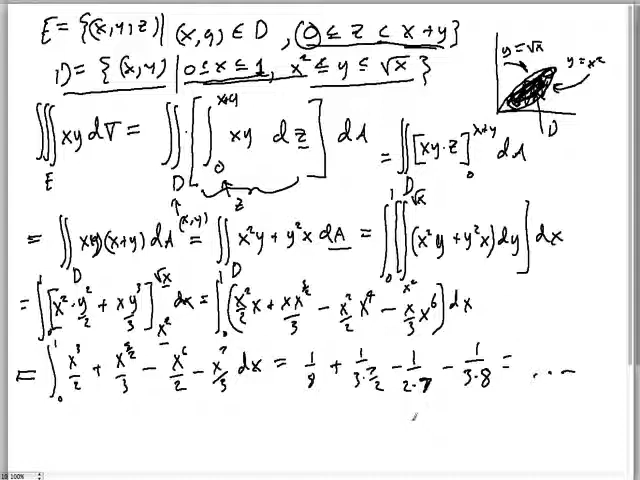 E = {(x,y,z) | (x,y) ∈ D, (0 ≤ z ≤ x+y}
D = {(x,y) | 0 ≤ x ≤ 1, x² ≤ y ≤ √x}
y = √x
y = x²
D
∭_E xy dV = ∬_D [∫_0^{x+y} xy dz] dA = ∬_D [xy·z]_0^{x+y} dA
(x,y) z
= ∬_D xy(x+y) dA = ∬_D x²y + y²x dA = ∫_0^1 [∫_{x²}^{√x} (x²y + y²x) dy] dx
= ∫_0^1 [x²·y²/2 + xy³/3]_{x²}^{√x} dx = ∫_0^1 (x²/2 x + x x^{3/2}/3 − x²/2 x⁴ − x/3 x⁶) dx
= ∫_0^1 x³/2 + x^{5/2}/3 − x⁶/2 − x⁷/3 dx = 1/8 + 1/(3·7/2) − 1/(2·7) − 1/(3·8) = ...
18 100%